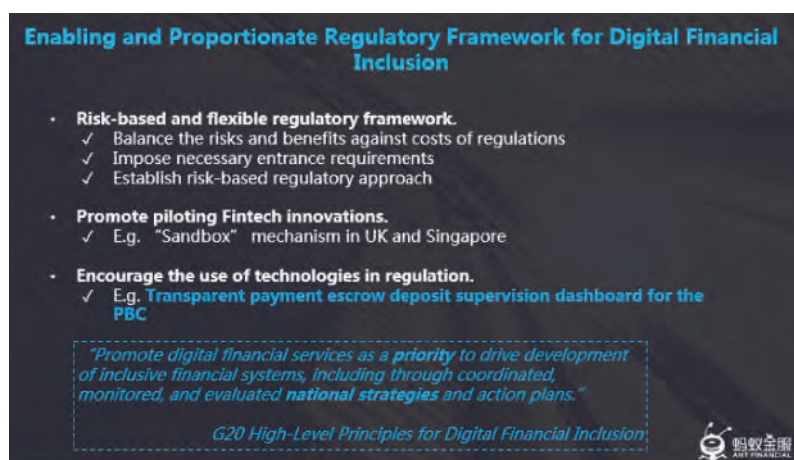 Enabling and Proportionate Regulatory Framework for Digital Financial
Inclusion
• Risk-based and flexible regulatory framework.
✓ Balance the risks and benefits against costs of regulations
✓ Impose necessary entrance requirements
✓ Establish risk-based regulatory approach
• Promote piloting Fintech innovations.
✓ E.g. “Sandbox” mechanism in UK and Singapore
• Encourage the use of technologies in regulation.
✓ E.g. Transparent payment escrow deposit supervision dashboard for the
PBC
“Promote digital financial services as a priority to drive development
of inclusive financial systems, including through coordinated,
monitored, and evaluated national strategies and action plans.”
G20 High-Level Principles for Digital Financial Inclusion
蚂蚁金服
ANT FINANCIAL